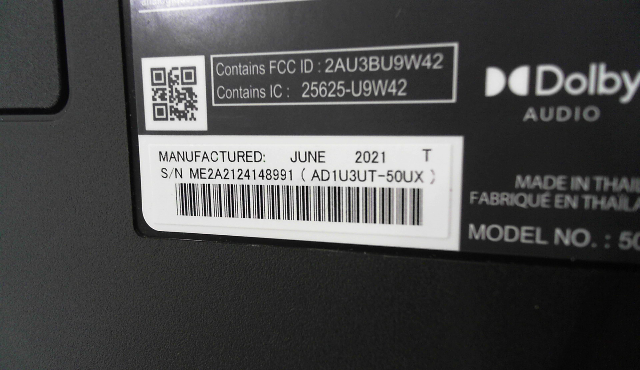 Contains FCC ID : 2AU3BU9W42
Contains IC : 25625-U9W42
Dolby
AUDIO
MANUFACTURED: JUNE 2021 T
S/N ME2A2124148991 ( AD1U3UT-50UX )
MADE IN THAI
FABRIQUÉ EN THAÏLA
MODEL NO. : 50